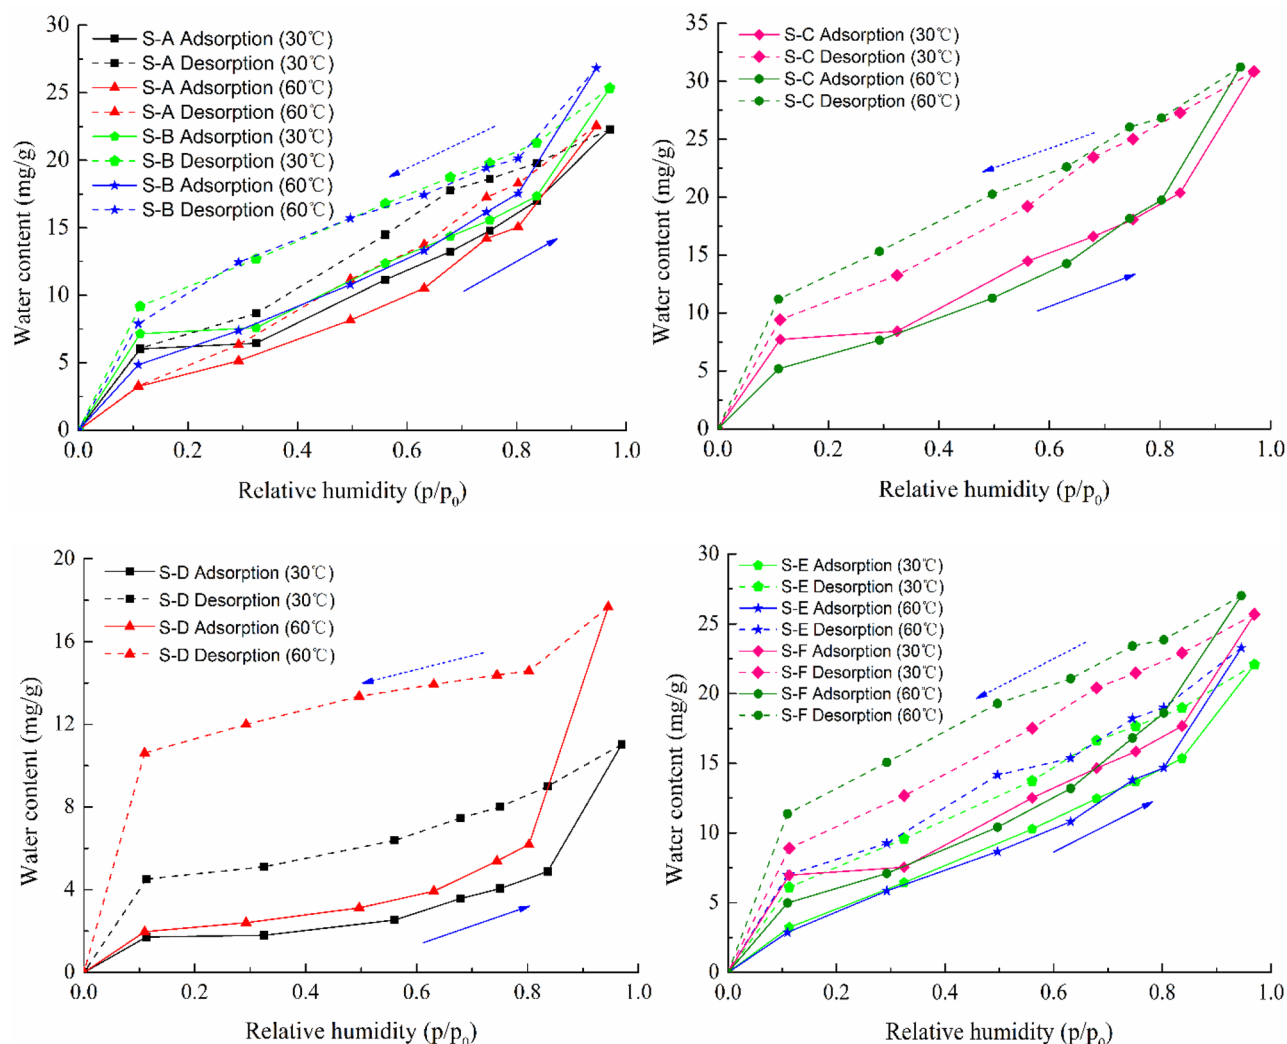 S-A Adsorption (30℃)
S-A Desorption (30℃)
S-A Adsorption (60℃)
S-A Desorption (60℃)
S-B Adsorption (30℃)
S-B Desorption (30℃)
S-B Adsorption (60℃)
S-B Desorption (60℃)
Water content (mg/g)
30
25
20
15
10
5
0
0.0 0.2 0.4 0.6 0.8 1.0
Relative humidity (p/p0)
S-C Adsorption (30℃)
S-C Desorption (30℃)
S-C Adsorption (60℃)
S-C Desorption (60℃)
Water content (mg/g)
35
30
25
20
15
10
5
0
0.0 0.2 0.4 0.6 0.8 1.0
Relative humidity (p/p0)
S-D Adsorption (30℃)
S-D Desorption (30℃)
S-D Adsorption (60℃)
S-D Desorption (60℃)
Water content (mg/g)
20
16
12
8
4
0
0.0 0.2 0.4 0.6 0.8 1.0
Relative humidity (p/p0)
S-E Adsorption (30℃)
S-E Desorption (30℃)
S-E Adsorption (60℃)
S-E Desorption (60℃)
S-F Adsorption (30℃)
S-F Desorption (30℃)
S-F Adsorption (60℃)
S-F Desorption (60℃)
Water content (mg/g)
30
25
20
15
10
5
0
0.0 0.2 0.4 0.6 0.8 1.0
Relative humidity (p/p0)